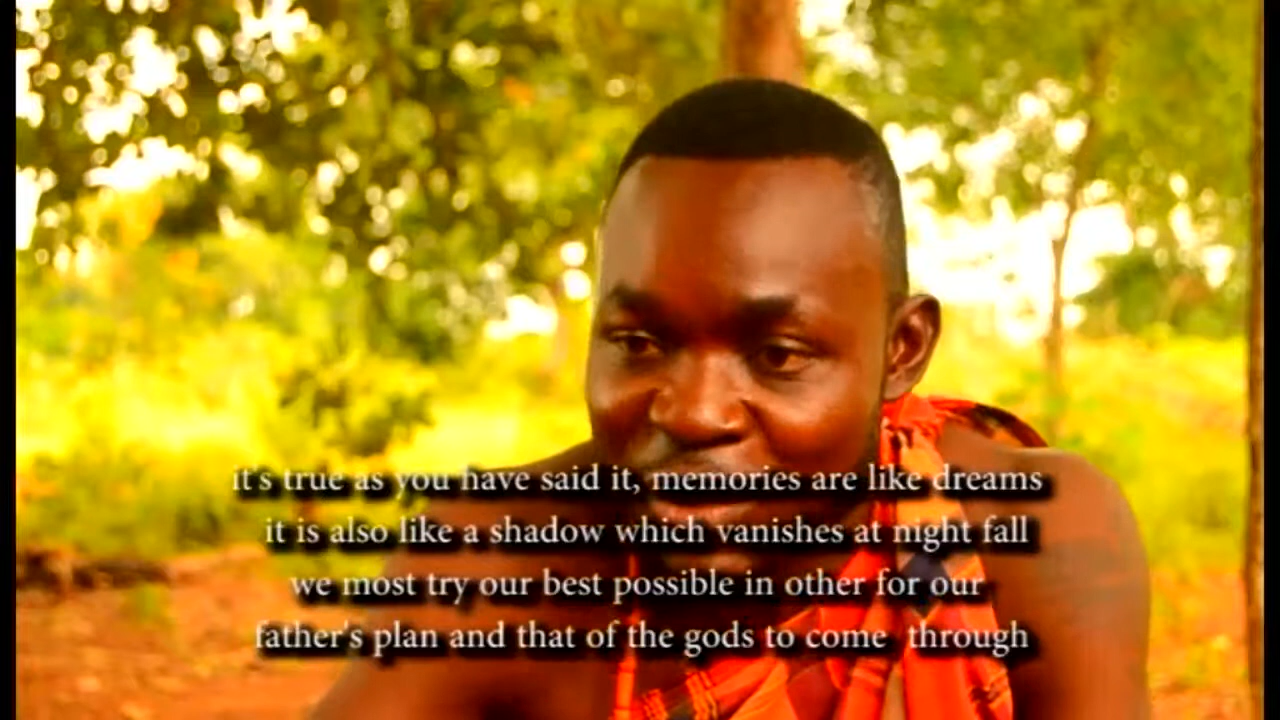 it's true as you have said it, memories are like dreams
it is also like a shadow which vanishes at night fall
we most try our best possible in other for our
father's plan and that of the gods to come through